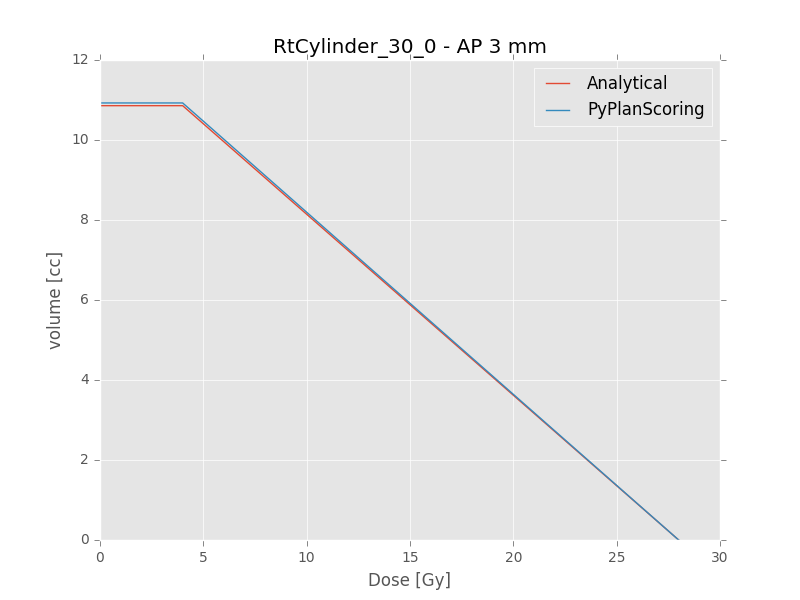 RtCylinder_30_0 - AP 3 mm
Analytical
PyPlanScoring
12
10
8
6
4
2
0
volume [cc]
0 5 10 15 20 25 30
Dose [Gy]